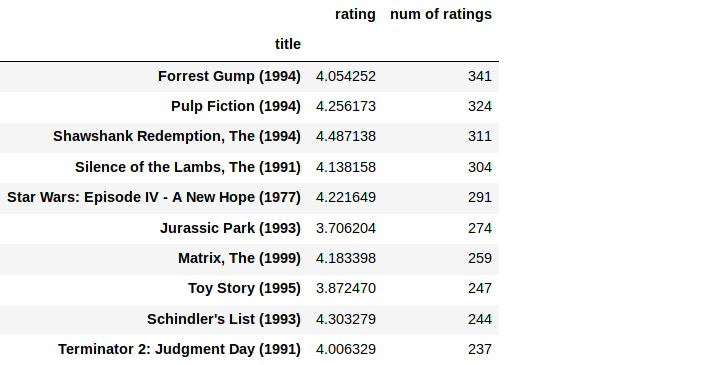 rating num of ratings
title
Forrest Gump (1994) 4.054252 341
Pulp Fiction (1994) 4.256173 324
Shawshank Redemption, The (1994) 4.487138 311
Silence of the Lambs, The (1991) 4.138158 304
Star Wars: Episode IV - A New Hope (1977) 4.221649 291
Jurassic Park (1993) 3.706204 274
Matrix, The (1999) 4.183398 259
Toy Story (1995) 3.872470 247
Schindler's List (1993) 4.303279 244
Terminator 2: Judgment Day (1991) 4.006329 237